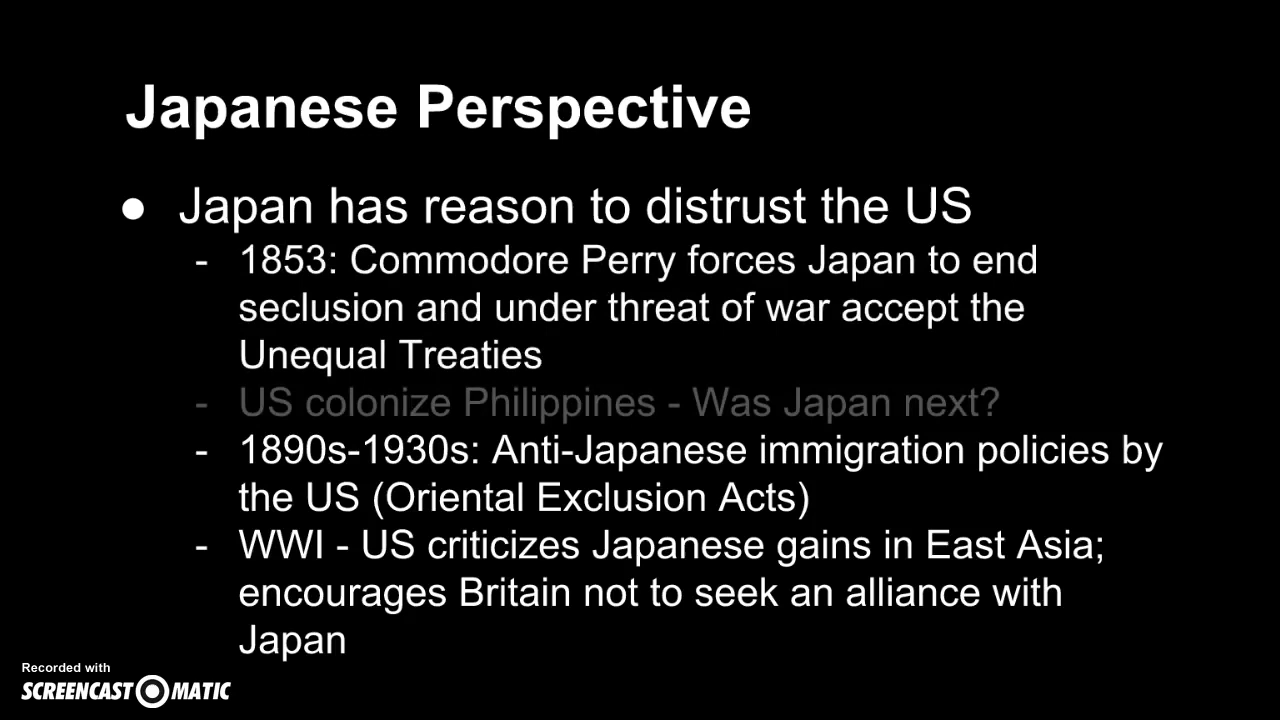 Japanese Perspective
● Japan has reason to distrust the US
- 1853: Commodore Perry forces Japan to end
seclusion and under threat of war accept the
Unequal Treaties
- US colonize Philippines - Was Japan next?
- 1890s-1930s: Anti-Japanese immigration policies by
the US (Oriental Exclusion Acts)
- WWI - US criticizes Japanese gains in East Asia;
encourages Britain not to seek an alliance with
Japan
Recorded with
SCREENCAST MATIC